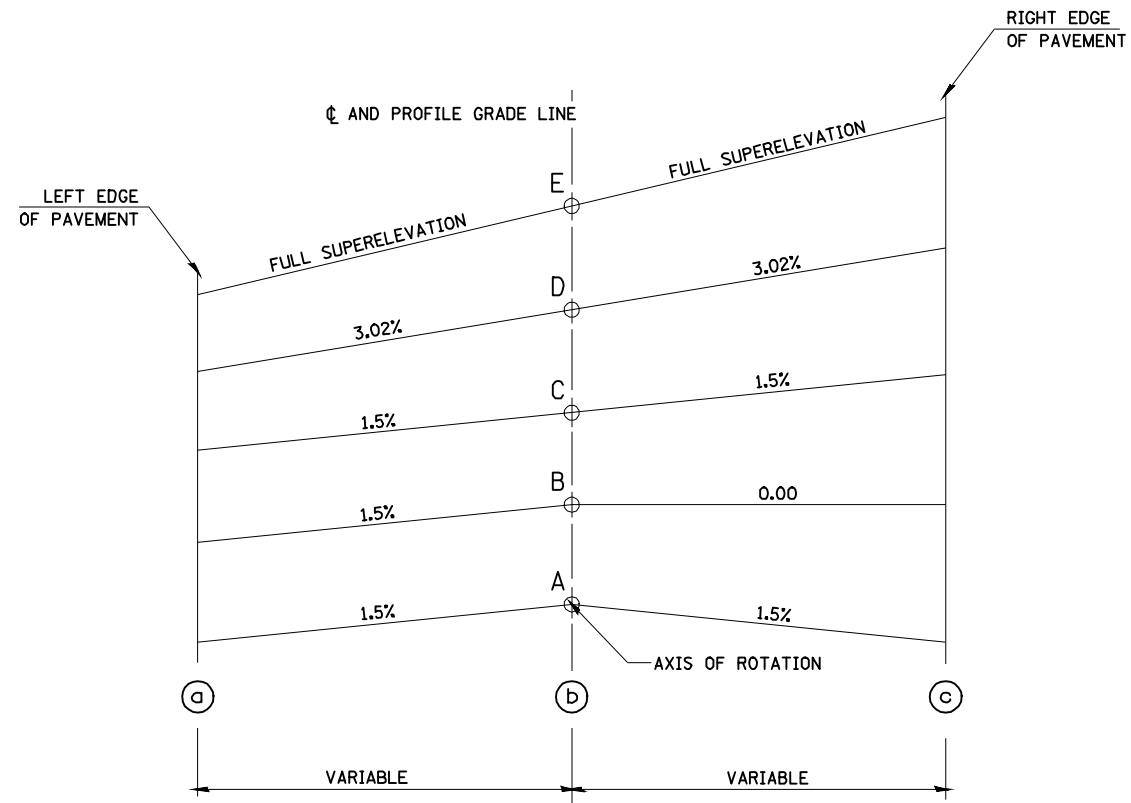 RIGHT EDGE
OF PAVEMENT
℄ AND PROFILE GRADE LINE
FULL SUPERELEVATION
E
LEFT EDGE
OF PAVEMENT
FULL SUPERELEVATION
D
3.02%
3.02%
C
1.5%
1.5%
B
0.00
1.5%
A
1.5%
1.5%
AXIS OF ROTATION
a
b
c
VARIABLE
VARIABLE